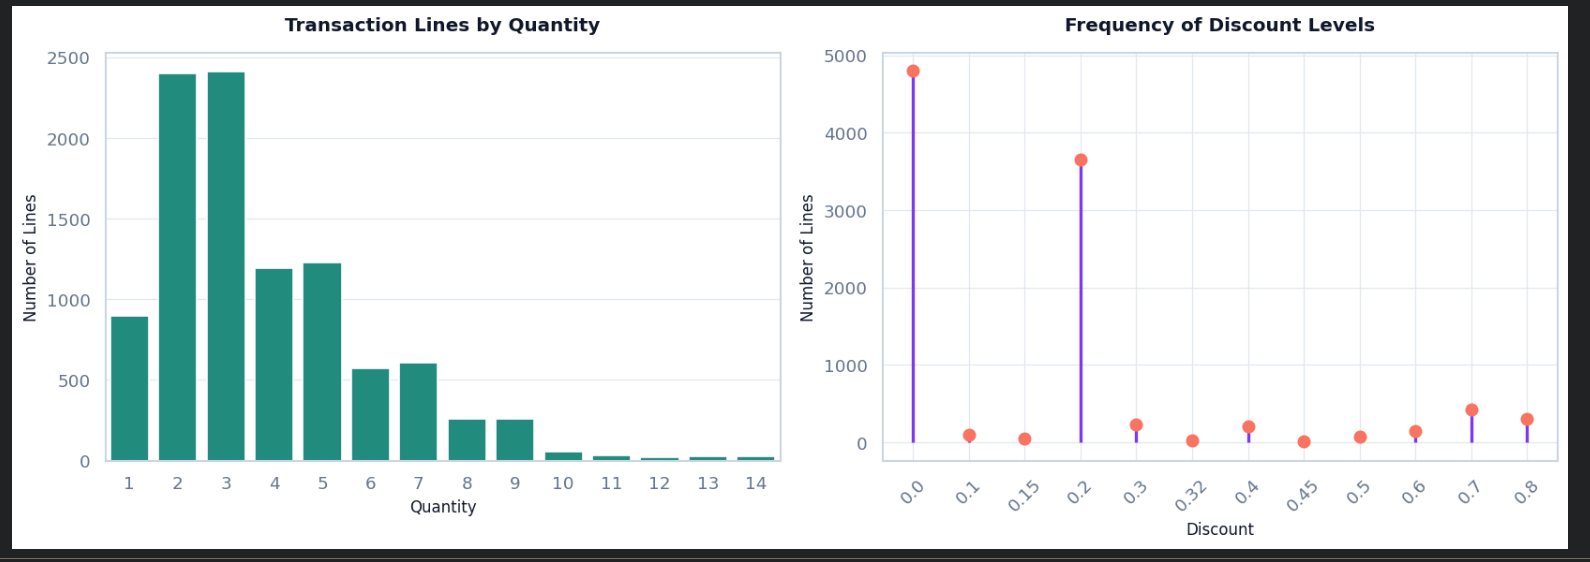 Transaction Lines by Quantity
2500
2000
1500
1000
500
0
Number of Lines
1 2 3 4 5 6 7 8 9 10 11 12 13 14
Quantity
Frequency of Discount Levels
5000
4000
3000
2000
1000
0
Number of Lines
0.0 0.1 0.15 0.2 0.3 0.32 0.4 0.45 0.5 0.6 0.7 0.8
Discount